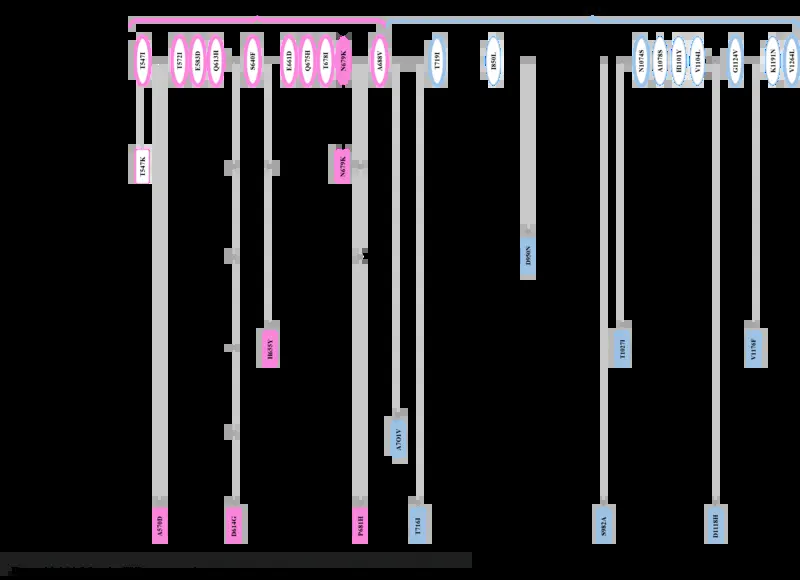 T547I T572I E583D Q613H S640F E661D Q675H T678I N679K A688V T719I I850L N1074S A1078S H1101Y V1104L G1124V K1191N V1264L
T547K N679K
D950N
H655Y T1027I V1176F
A701V
A570D D614G P681H T716I S982A D1118H